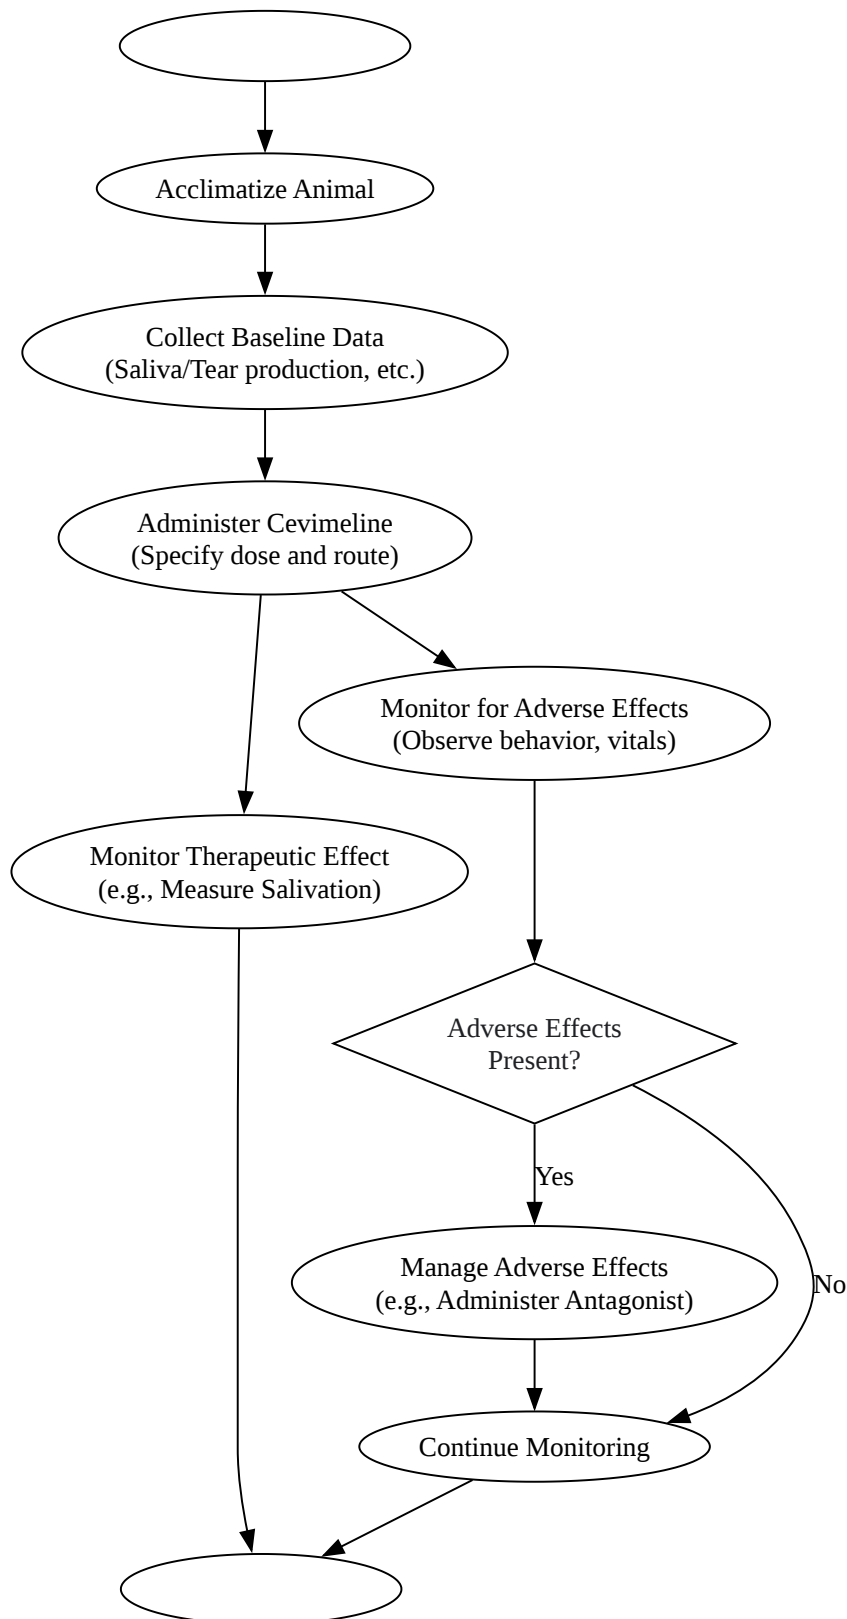 Acclimatize Animal
Collect Baseline Data
(Saliva/Tear production, etc.)
Administer Cevimeline
(Specify dose and route)
Monitor for Adverse Effects
(Observe behavior, vitals)
Monitor Therapeutic Effect
(e.g., Measure Salivation)
Adverse Effects
Present?
Yes
Manage Adverse Effects
(e.g., Administer Antagonist)
No
Continue Monitoring